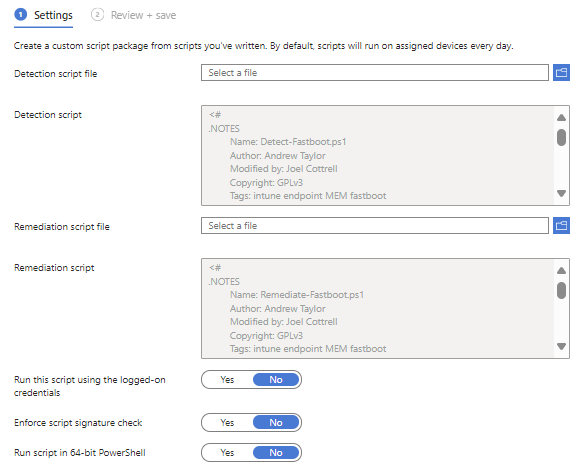 1 Settings 2 Review + save
Create a custom script package from scripts you've written. By default, scripts will run on assigned devices every day.
Detection script file Select a file
Detection script <#
.NOTES
Name: Detect-Fastboot.ps1
Author: Andrew Taylor
Modified by: Joel Cottrell
Copyright: GPLv3
Tags: intune endpoint MEM fastboot
Remediation script file Select a file
Remediation script <#
.NOTES
Name: Remediate-Fastboot.ps1
Author: Andrew Taylor
Modified by: Joel Cottrell
Copyright: GPLv3
Tags: intune endpoint MEM fastboot
Run this script using the logged-on Yes No
credentials
Enforce script signature check Yes No
Run script in 64-bit PowerShell Yes No